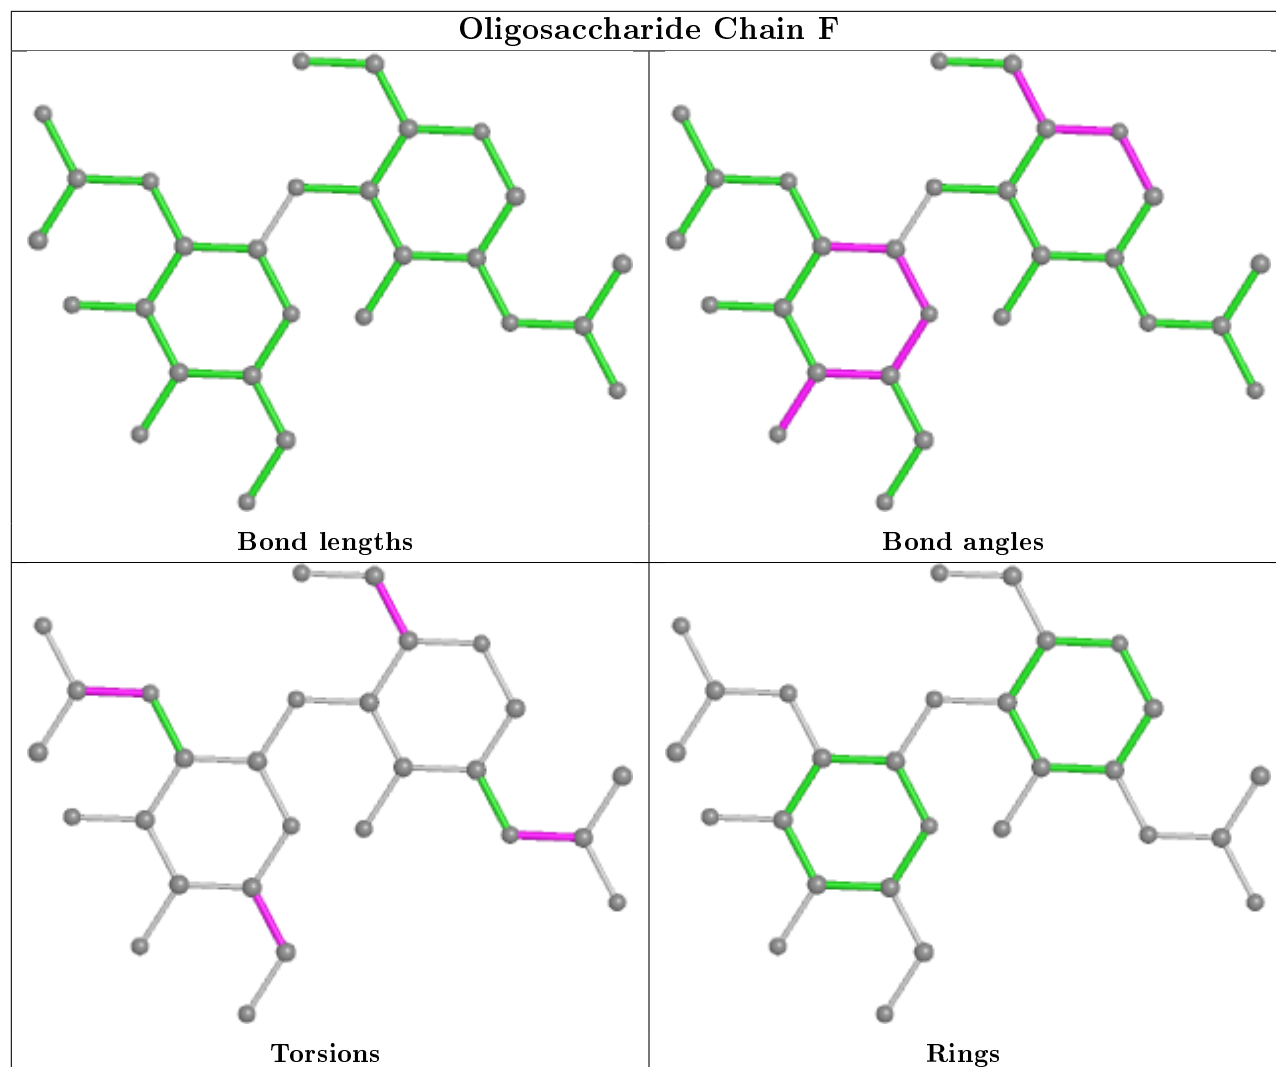 Oligosaccharide Chain F
Bond lengths
Bond angles
Torsions
Rings